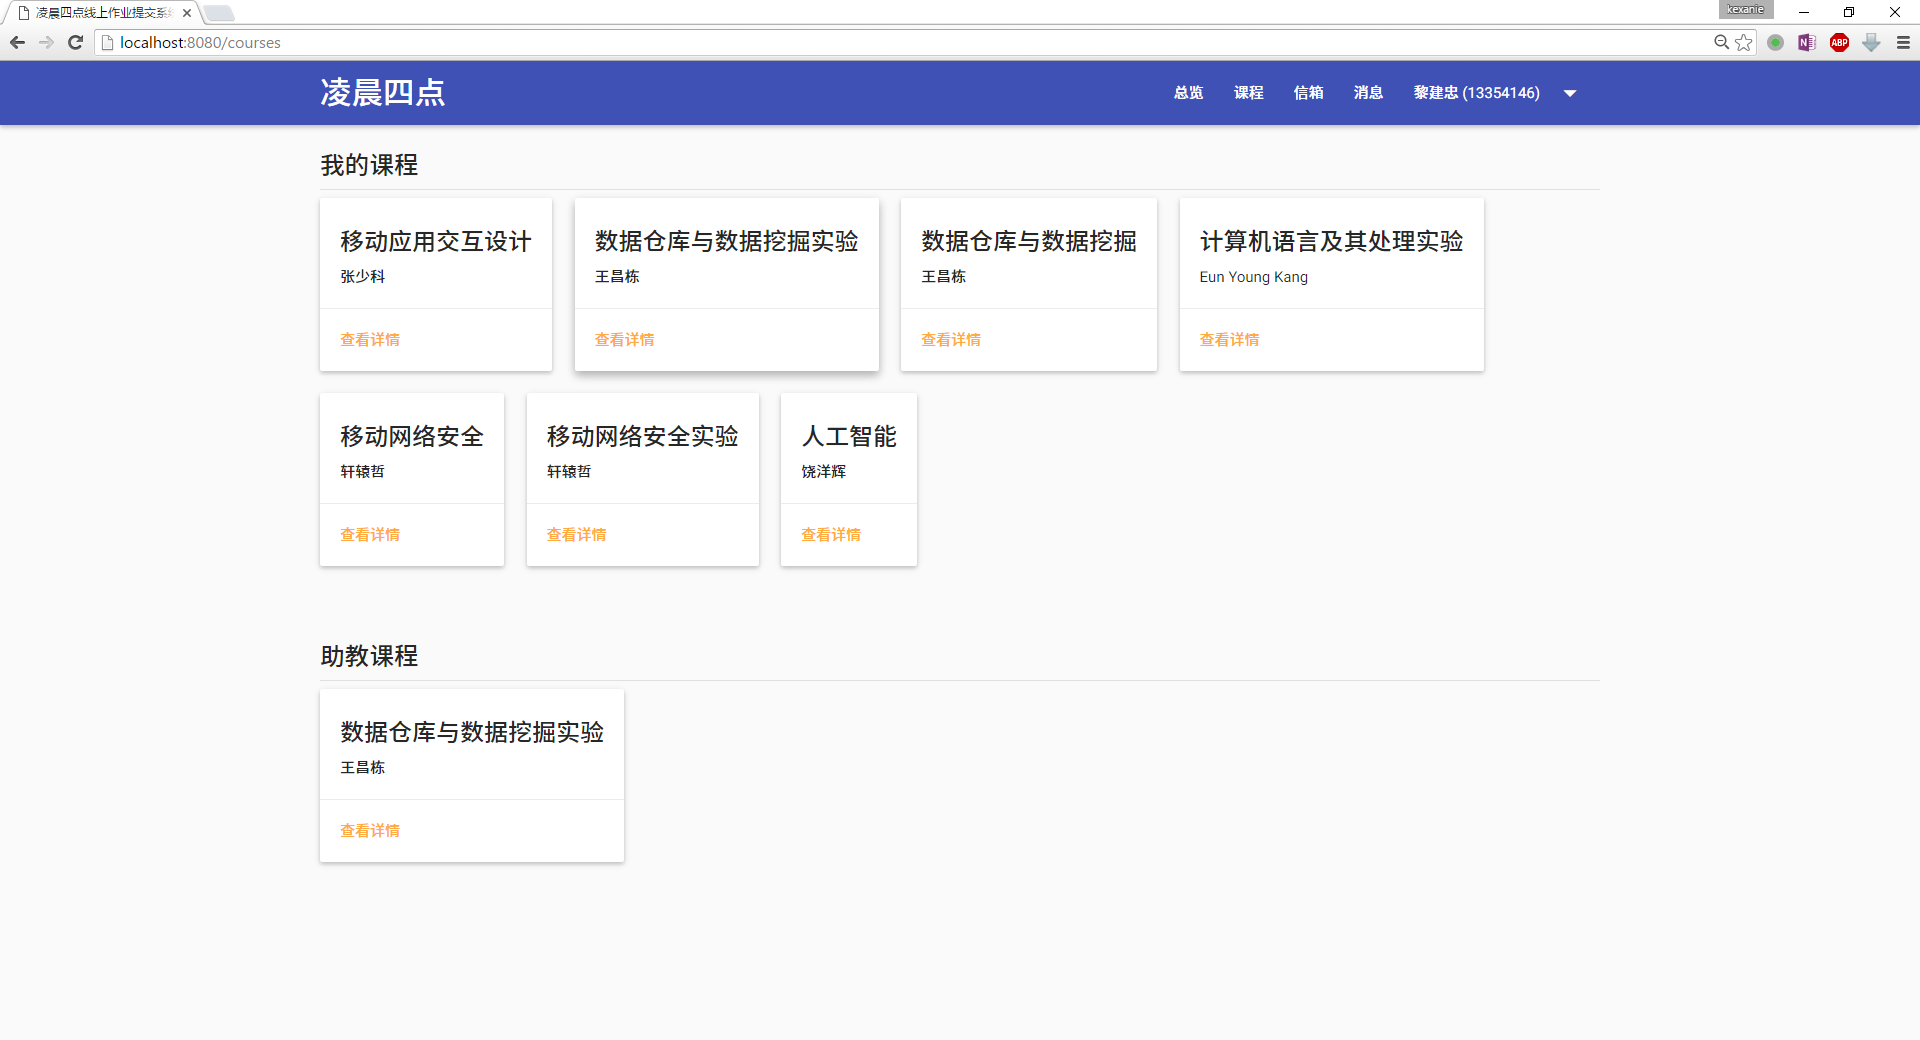 凌晨四点线上作业提交系统
kexanie
localhost:8080/courses
凌晨四点
总览 课程 信箱 消息 黎建忠 (13354146)
我的课程
移动应用交互设计
张少科
查看详情
数据仓库与数据挖掘实验
王昌栋
查看详情
数据仓库与数据挖掘
王昌栋
查看详情
计算机语言及其处理实验
Eun Young Kang
查看详情
移动网络安全
轩辕哲
查看详情
移动网络安全实验
轩辕哲
查看详情
人工智能
饶洋辉
查看详情
助教课程
数据仓库与数据挖掘实验
王昌栋
查看详情